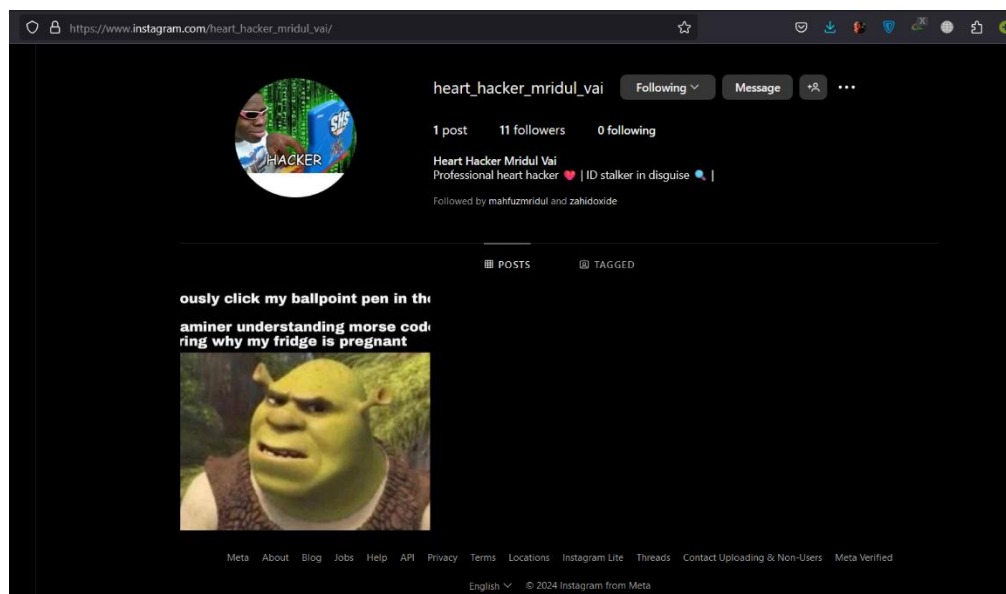 https://www.instagram.com/heart_hacker_mridul_vai/
heart_hacker_mridul_vai Following Message
1 post 11 followers 0 following
Heart Hacker Mridul Vai
Professional heart hacker ❤️ | ID stalker in disguise 🔍 |
Followed by mahfuzmridul and zahidoxide
SHS
HACKER
POSTS TAGGED
ously click my ballpoint pen in the
aminer understanding morse code
ring why my fridge is pregnant
Meta About Blog Jobs Help API Privacy Terms Locations Instagram Lite Threads Contact Uploading & Non-Users Meta Verified
English © 2024 Instagram from Meta